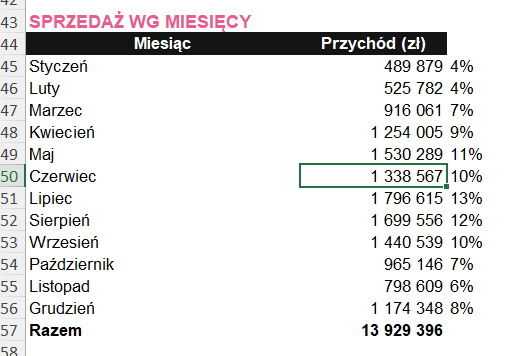 42
43 SPRZEDAŻ WG MIESIĘCY
44 Miesiąc Przychód (zł)
45 Styczeń 489 879 4%
46 Luty 525 782 4%
47 Marzec 916 061 7%
48 Kwiecień 1 254 005 9%
49 Maj 1 530 289 11%
50 Czerwiec 1 338 567 10%
51 Lipiec 1 796 615 13%
52 Sierpień 1 699 556 12%
53 Wrzesień 1 440 539 10%
54 Październik 965 146 7%
55 Listopad 798 609 6%
56 Grudzień 1 174 348 8%
57 Razem 13 929 396
58